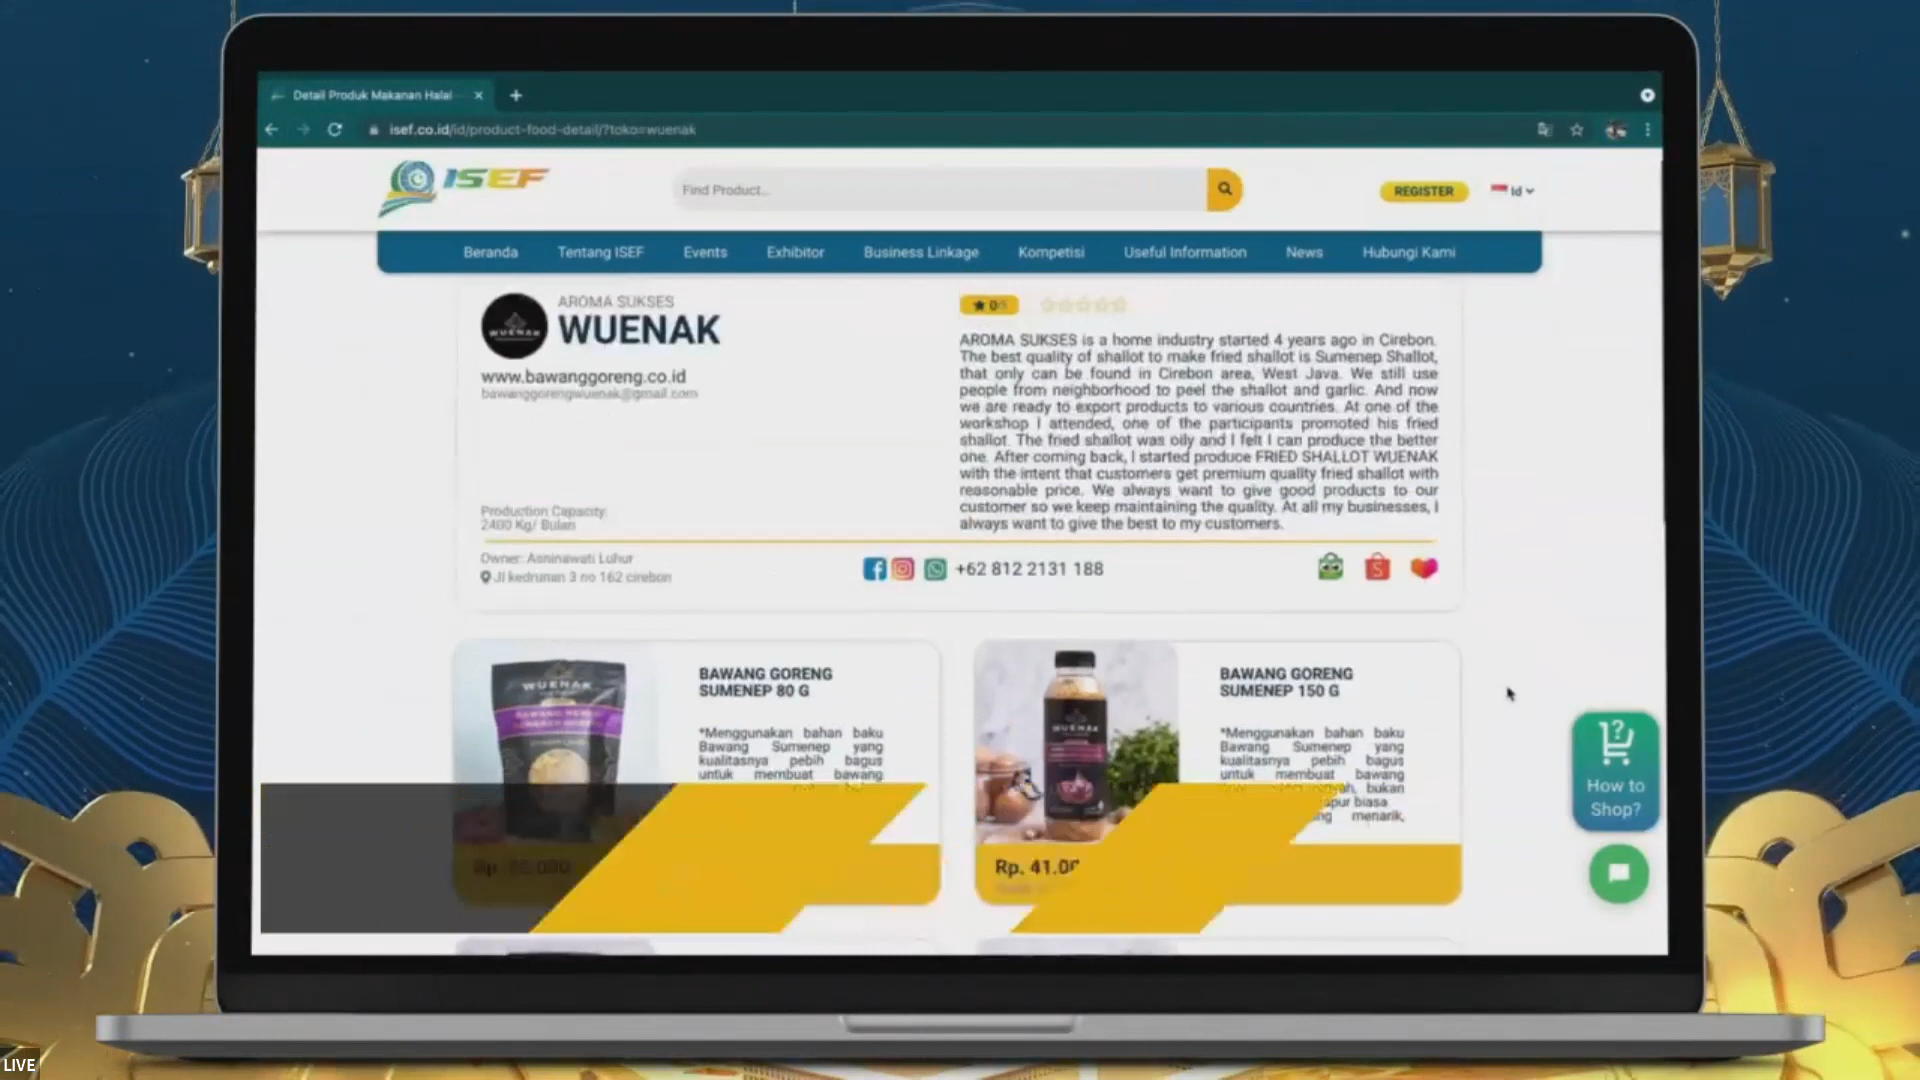 Detail Produk Makanan Halal
isef.co.id/id/product-food-detail/?toko=wuenak
ISEF
Find Product...
REGISTER
Id
Beranda Tentang ISEF Events Exhibitor Business Linkage Kompetisi Useful Information News Hubungi Kami
WUENAK
AROMA SUKSES
WUENAK
www.bawanggoreng.co.id
bawanggorengwuenak@gmail.com
Production Capacity:
2400 Kg/ Bulan
AROMA SUKSES is a home industry started 4 years ago in Cirebon.
The best quality of shallot to make fried shallot is Sumenep Shallot,
that only can be found in Cirebon area, West Java. We still use
people from neighborhood to peel the shallot and garlic. And now
we are ready to export products to various countries. At one of the
workshop I attended, one of the participants promoted his fried
shallot. The fried shallot was oily and I felt I can produce the better
one. After coming back, I started produce FRIED SHALLOT WUENAK
with the intent that customers get premium quality fried shallot with
reasonable price. We always want to give good products to our
customer so we keep maintaining the quality. At all my businesses, I
always want to give the best to my customers.
Owner: Asninawati Luhur
Jl kedrunan 3 no 162 cirebon
+62 812 2131 188
WUENAK
BAWANG GORENG
SUMENEP 80 G
*Menggunakan bahan baku
Bawang Sumenep yang
kualitasnya pebih bagus
untuk membuat bawang
WUENAK
BAWANG GORENG
SUMENEP 150 G
*Menggunakan bahan baku
Bawang Sumenep yang
kualitasnya pebih bagus
untuk membuat bawang
bukan
biasa
menarik,
Rp.
Rp. 41.00
How to
Shop?
LIVE